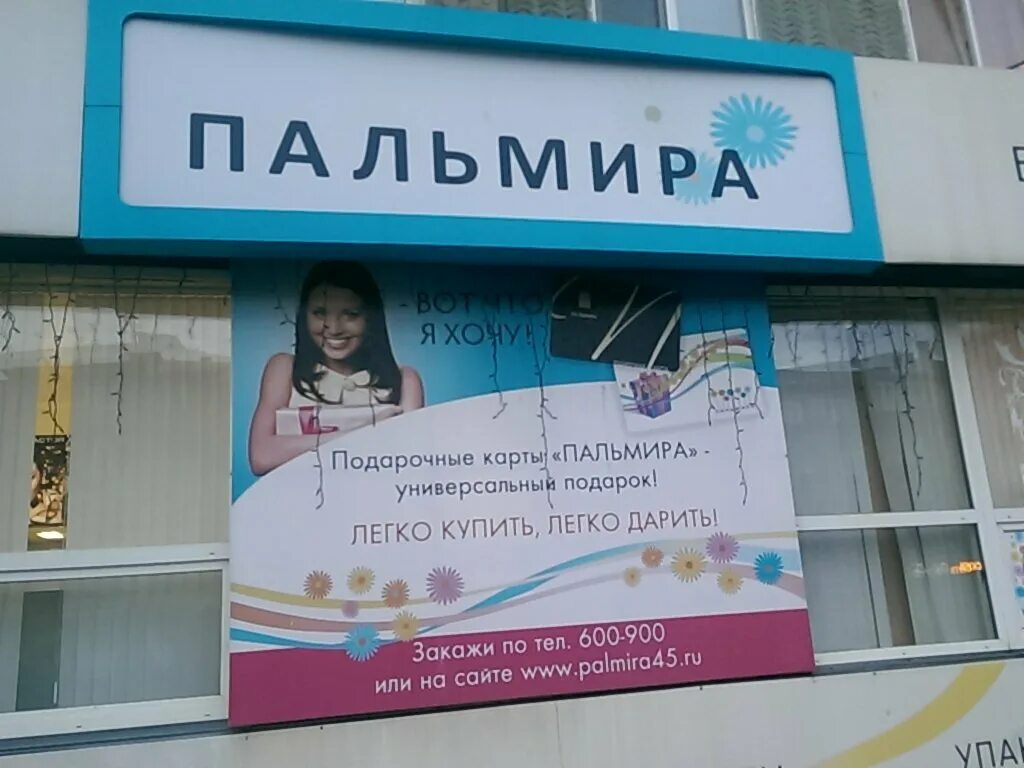 ПАЛЬМИРА
- ВОТ ЧТО
Я ХОЧУ!
Подарочные карты «ПАЛЬМИРА» -
универсальный подарок!
ЛЕГКО КУПИТЬ, ЛЕГКО ДАРИТЬ!
Закажи по тел. 600-900
или на сайте www.palmira45.ru